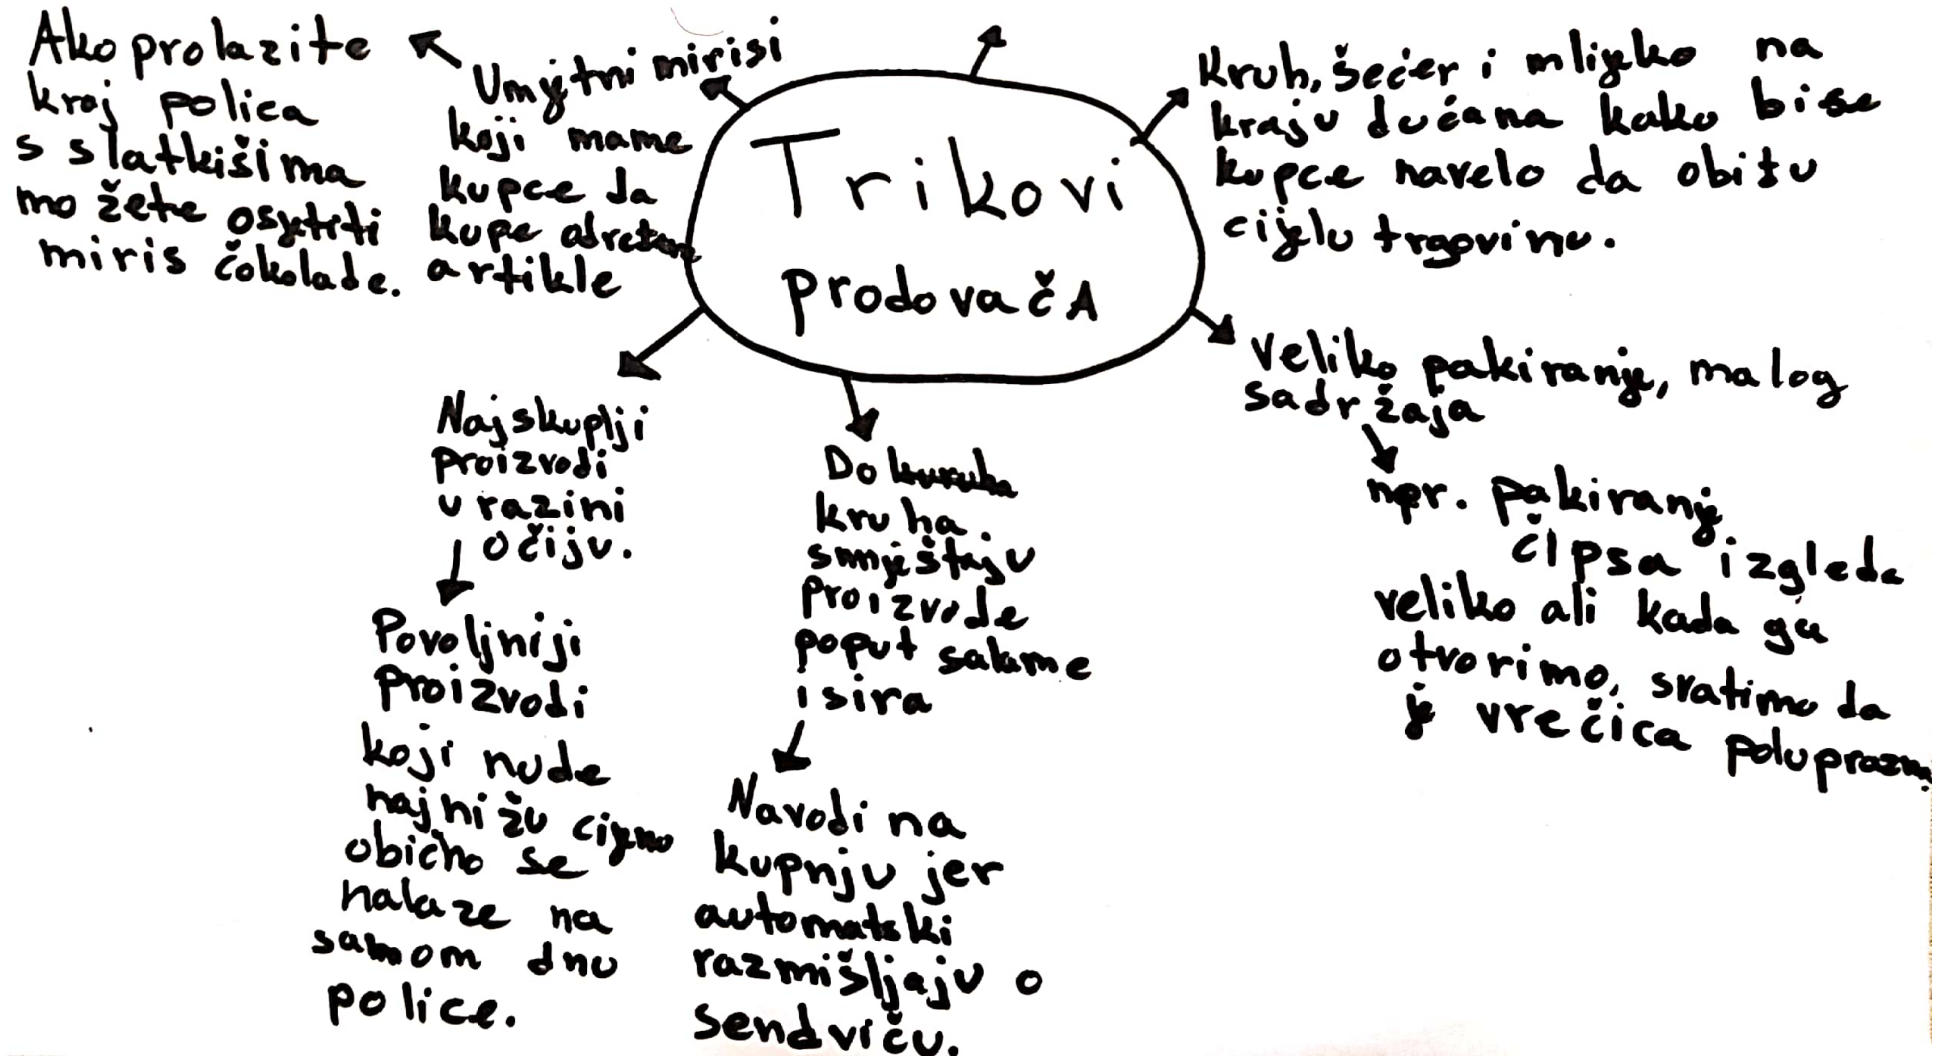 Trikovi
prodovačA
Ako prolazite
kraj polica
s slatkišima
možete osjetiti
miris čokolade.
Umjetni mirisi
koji mame
kupce da
kupe određene
artikle
Kruh, šećer i mlijeko na
kraju dućana kako bi se
kupce navelo da obiđu
cijelu trgovinu.
Veliko pakiranje, malog
sadržaja
npr. pakiranje
čipsa izgleda
veliko ali kada ga
otvorimo, svatimo da
je vrečica poluprazna
Najskuplji
proizvodi
u razini
očiju.
Povoljniji
proizvodi
koji nude
najnižu cijenu
obično se
nalaze na
samom dnu
police.
Do
kruha
smještaju
proizvode
poput salame
i sira
Navodi na
kupnju jer
automatski
razmišljaju o
sendviču.